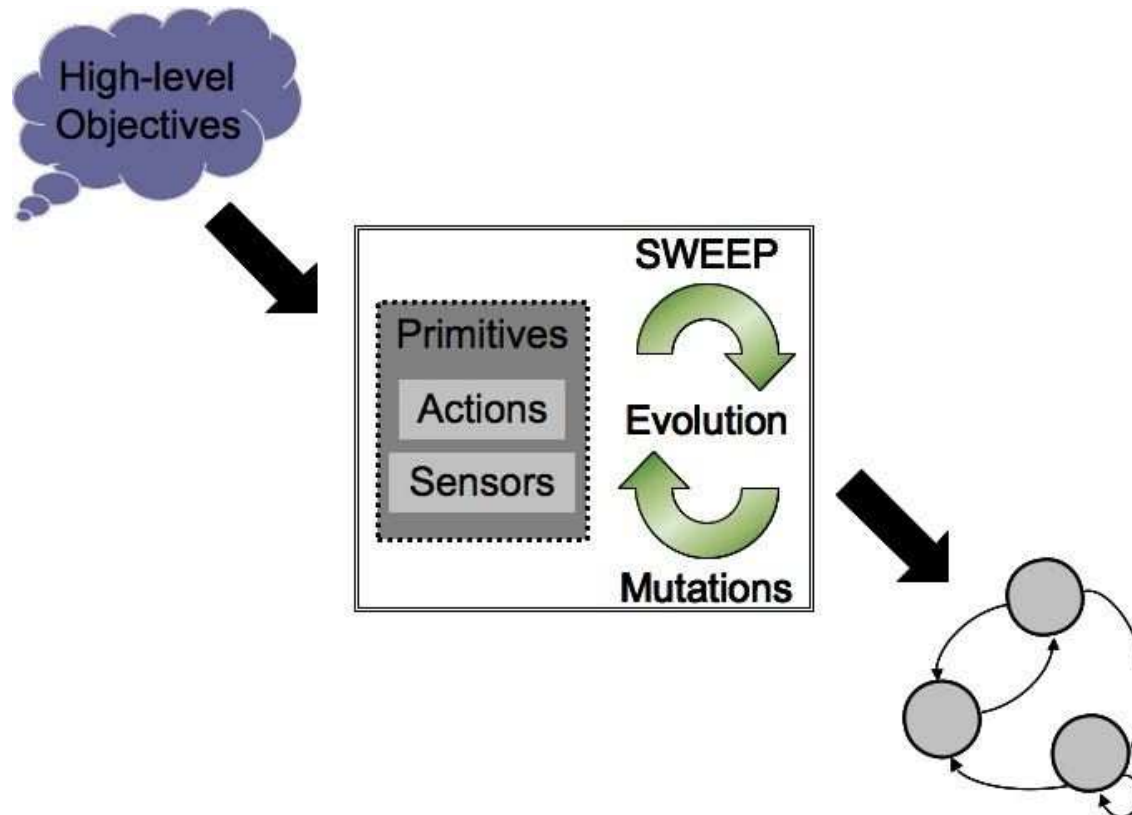 High-level
Objectives
SWEEP
Primitives
Actions
Evolution
Sensors
Mutations